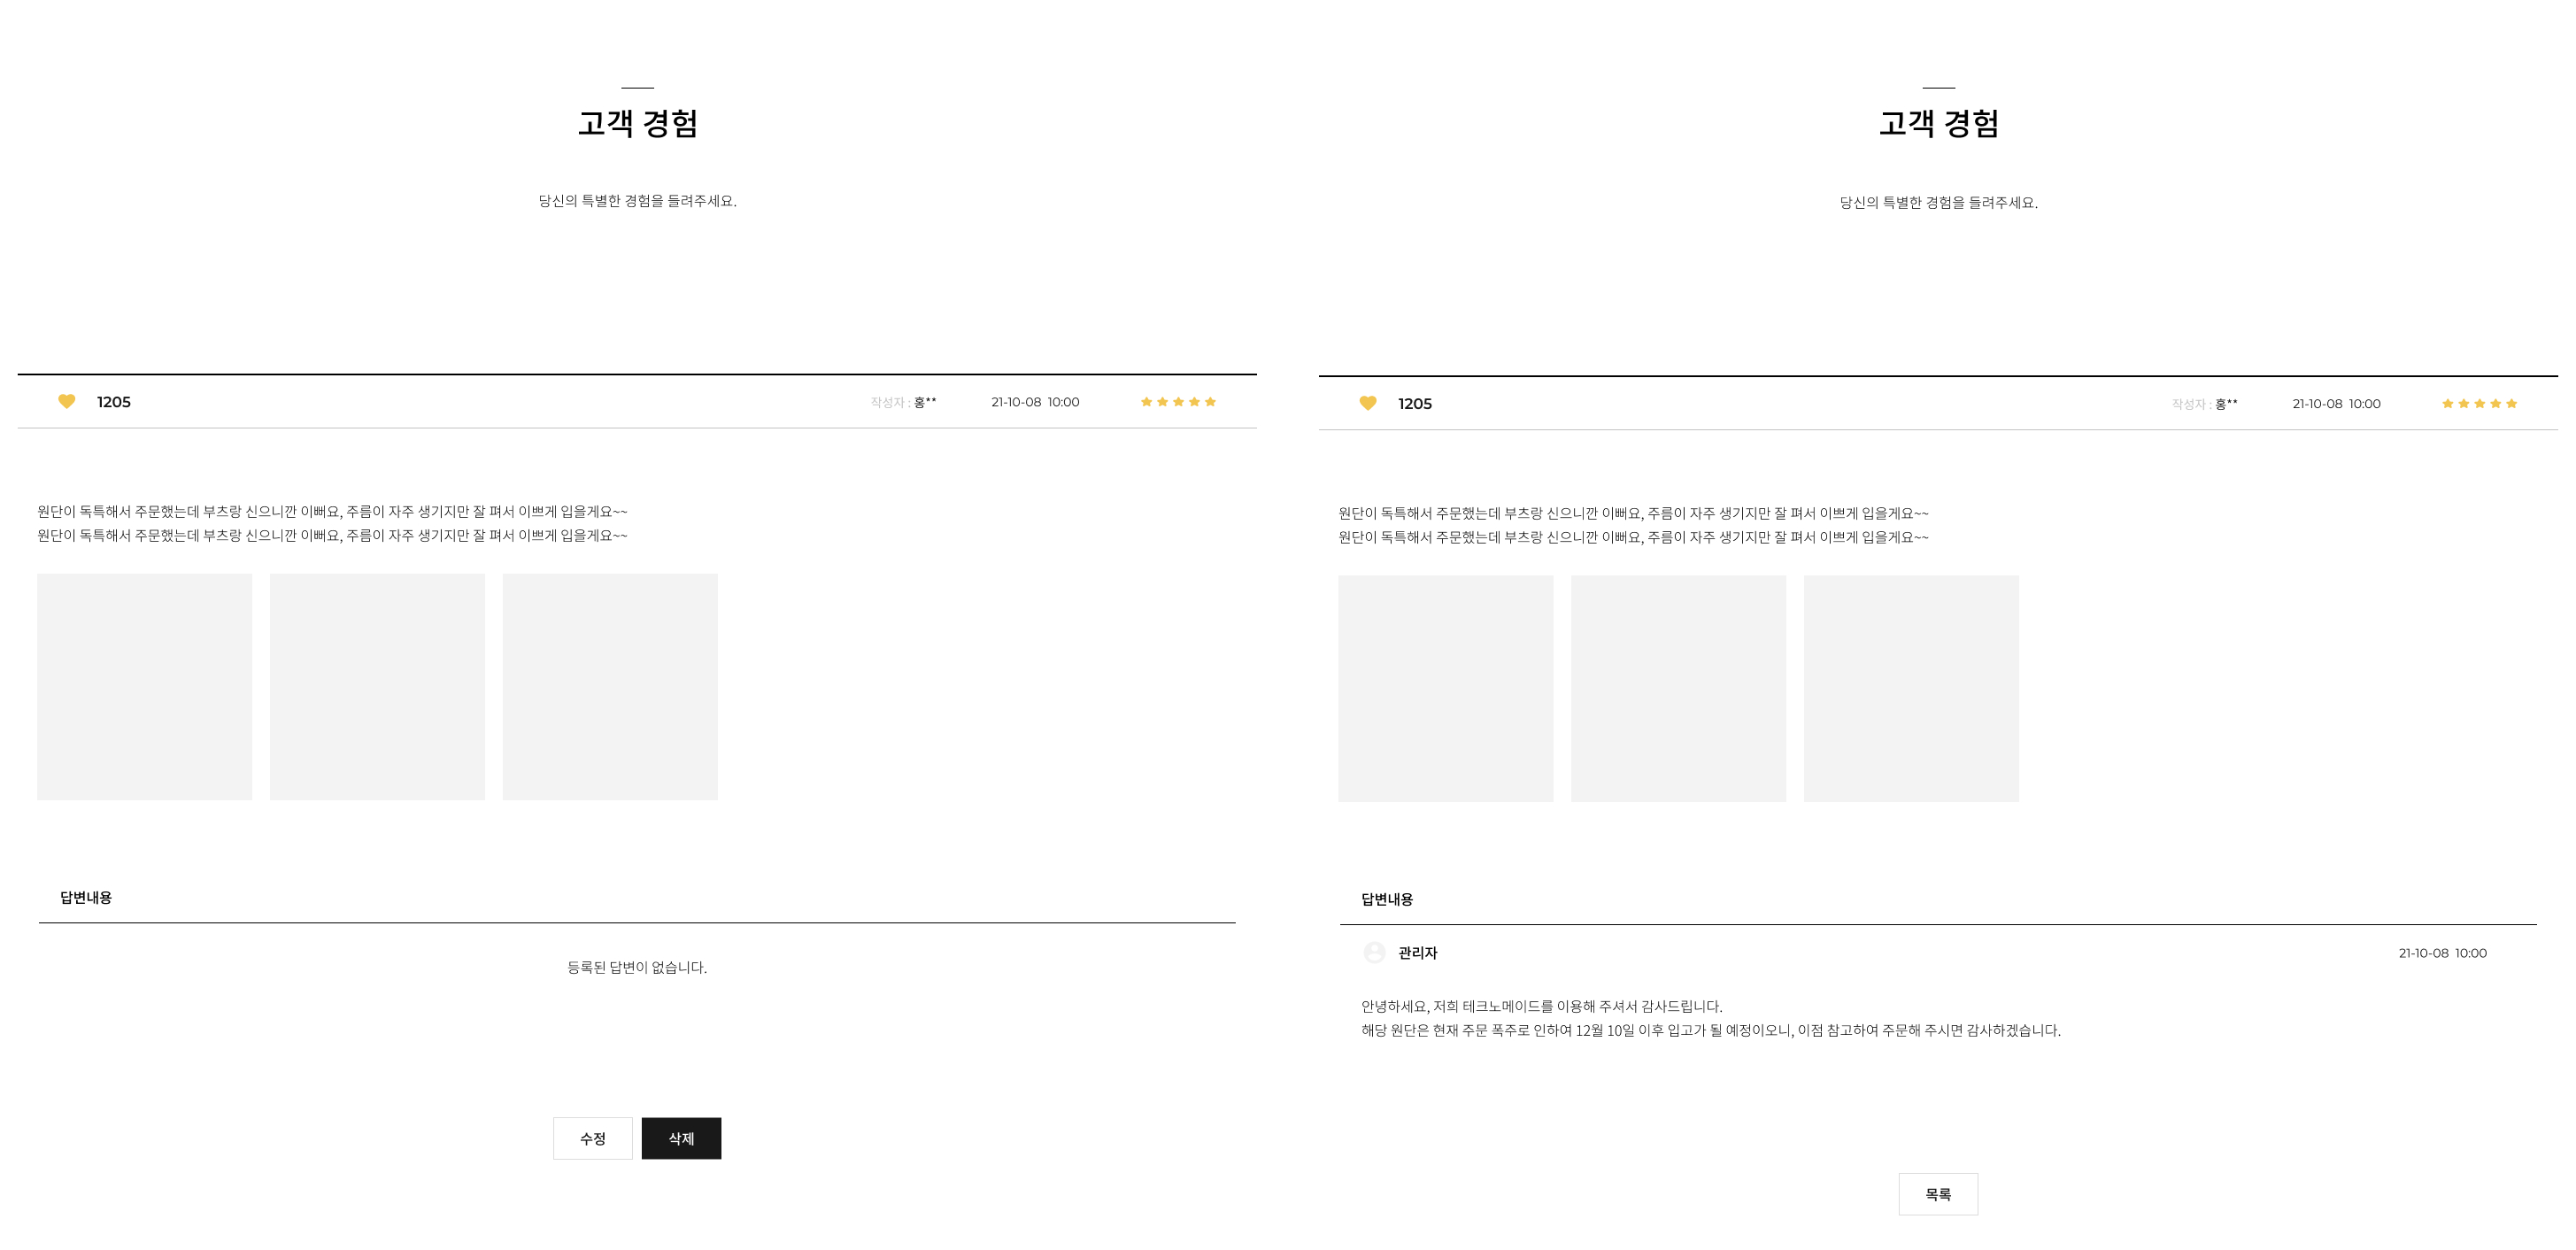 고객 경험
당신의 특별한 경험을 들려주세요.
1205 작성자 : 홍** 21-10-08 10:00
원단이 독특해서 주문했는데 부츠랑 신으니깐 이뻐요, 주름이 자주 생기지만 잘 펴서 이쁘게 입을게요~~
원단이 독특해서 주문했는데 부츠랑 신으니깐 이뻐요, 주름이 자주 생기지만 잘 펴서 이쁘게 입을게요~~
답변내용
등록된 답변이 없습니다.
수정 삭제
고객 경험
당신의 특별한 경험을 들려주세요.
1205 작성자 : 홍** 21-10-08 10:00
원단이 독특해서 주문했는데 부츠랑 신으니깐 이뻐요, 주름이 자주 생기지만 잘 펴서 이쁘게 입을게요~~
원단이 독특해서 주문했는데 부츠랑 신으니깐 이뻐요, 주름이 자주 생기지만 잘 펴서 이쁘게 입을게요~~
답변내용
관리자 21-10-08 10:00
안녕하세요, 저희 테크노메이드를 이용해 주셔서 감사드립니다.
해당 원단은 현재 주문 폭주로 인하여 12월 10일 이후 입고가 될 예정이오니, 이점 참고하여 주문해 주시면 감사하겠습니다.
목록